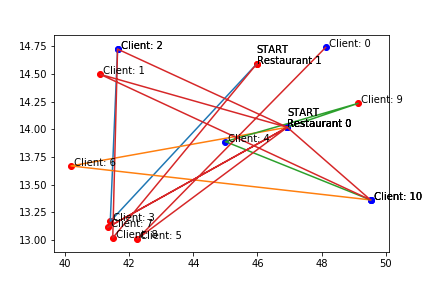 14.75
14.50
14.25
14.00
13.75
13.50
13.25
13.00
40
42
44
46
48
50
Client: 2
START
Restaurant 1
Client: 0
Client: 1
Client: 9
START
Restaurant 0
Client: 4
Client: 6
Client: 10
Client: 3
Client: 5